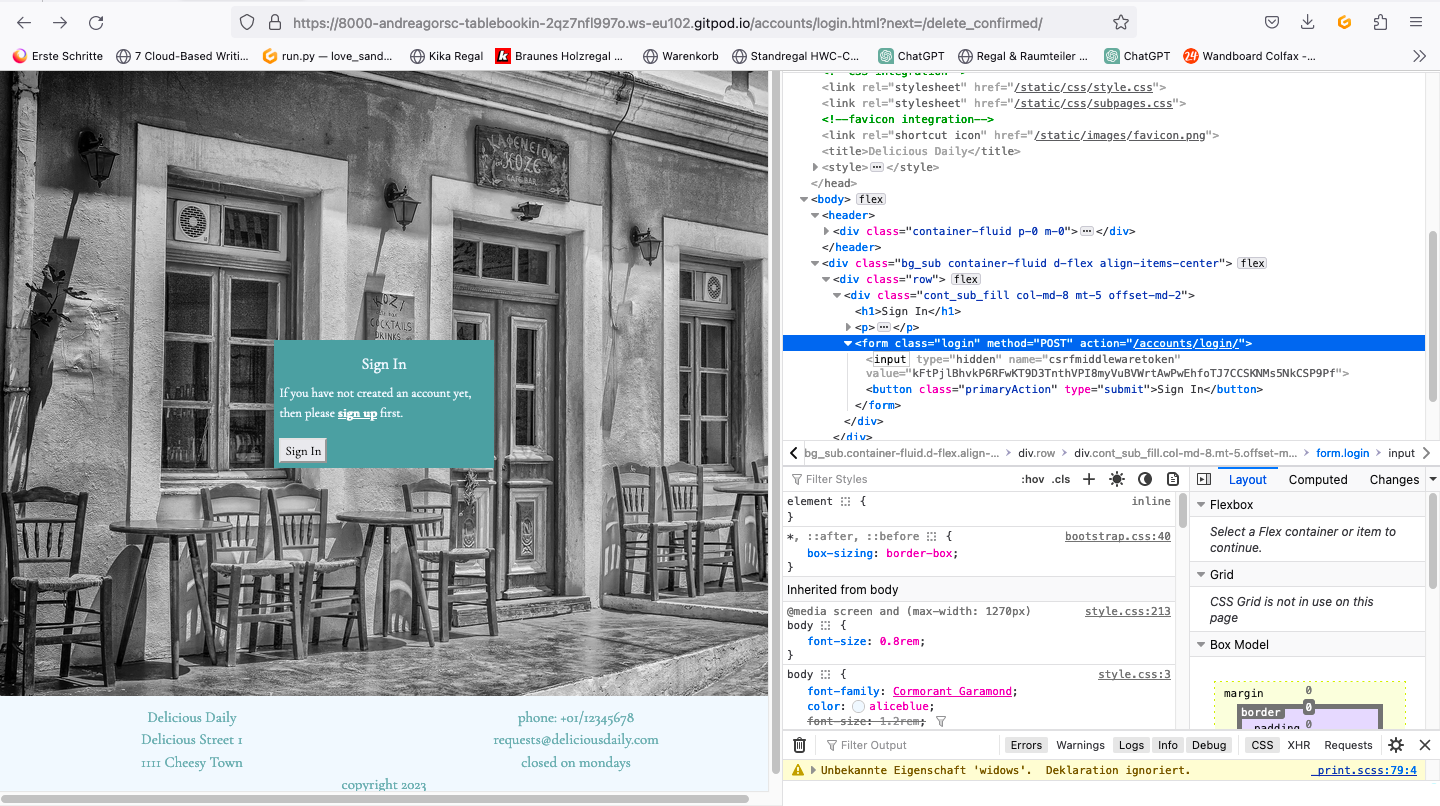 https://8000-andreagorsc-tablebookin-2qz7nfl997o.ws-eu102.gitpod.io/accounts/login.html?next=/delete_confirmed/
Erste Schritte 7 Cloud-Based Writi... run.py — love_sand... Kika Regal Braunes Holzregal ... Warenkorb Standregal HWC-C... ChatGPT Regal & Raumteiler ... ChatGPT Wandboard Colfax -...
ΚΑΦΕΝΕΙΟΝ
ΚΟΖΕ
CAFE BAR
KOZI
COCKTAILS
DRINKS
Sign In
If you have not created an account yet,
then please sign up first.
Sign In
Delicious Daily
Delicious Street 1
1111 Cheesy Town
phone: +01/12345678
requests@deliciousdaily.com
closed on mondays
copyright 2023
<!--css integration-->
<link rel="stylesheet" href="/static/css/style.css">
<link rel="stylesheet" href="/static/css/subpages.css">
<!--favicon integration-->
<link rel="shortcut icon" href="/static/images/favicon.png">
<title>Delicious Daily</title>
<style>⋯</style>
</head>
<body> flex
<header>
<div class="container-fluid p-0 m-0">⋯</div>
</header>
<div class="bg_sub container-fluid d-flex align-items-center"> flex
<div class="row"> flex
<div class="cont_sub_fill col-md-8 mt-5 offset-md-2">
<h1>Sign In</h1>
<p>⋯</p>
<form class="login" method="POST" action="/accounts/login/">
<input type="hidden" name="csrfmiddlewaretoken"
value="kFtPjlBhvkP6RFwKT9D3TnthVPI8myVuBVWrtAwPwEhfoTJ7CCSKNMs5NkCSP9Pf">
<button class="primaryAction" type="submit">Sign In</button>
</form>
</div>
</div>
bg_sub.container-fluid.d-flex.align-... div.row div.cont_sub_fill.col-md-8.mt-5.offset-m... form.login input
Filter Styles :hov .cls
element {
inline
}
*, ::after, ::before { bootstrap.css:40
box-sizing: border-box;
}
Inherited from body
@media screen and (max-width: 1270px) style.css:213
body {
font-size: 0.8rem;
}
body { style.css:3
font-family: Cormorant Garamond;
color: aliceblue;
font-size: 1.2rem;
Layout Computed Changes
Flexbox
Select a Flex container or item to
continue.
Grid
CSS Grid is not in use on this
page
Box Model
margin 0
border 0
padding 0
Filter Output Errors Warnings Logs Info Debug CSS XHR Requests
Unbekannte Eigenschaft 'widows'. Deklaration ignoriert. _print.scss:79:4